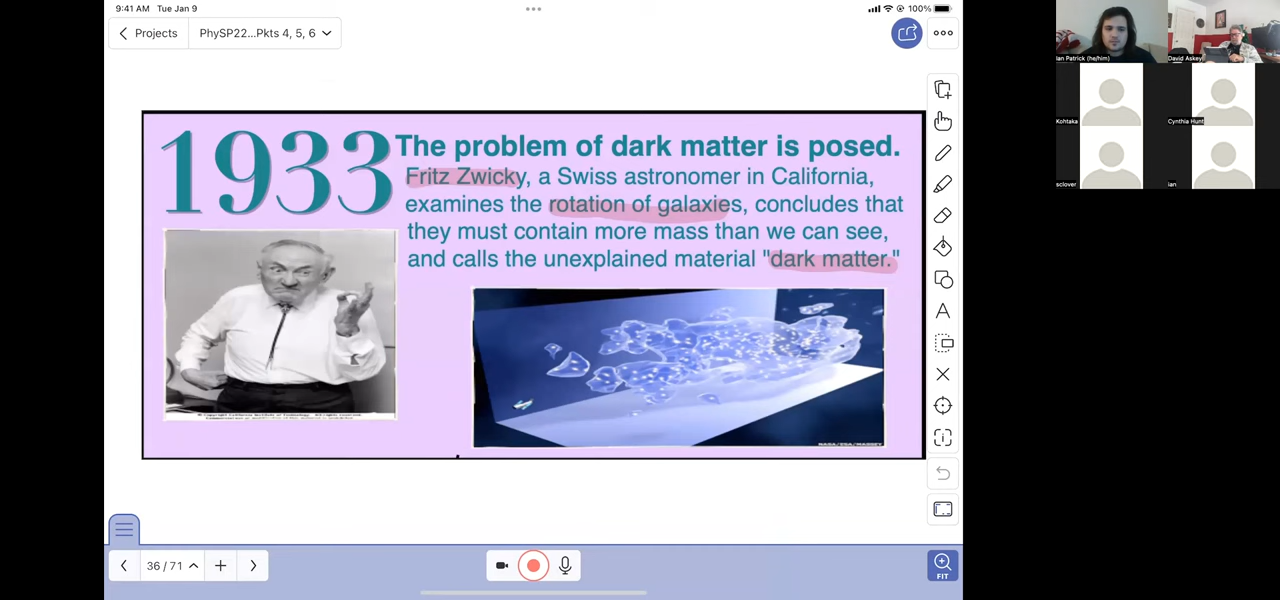 9:41 AM Tue Jan 9
100%
Projects
PhySP22...Pkts 4, 5, 6
Ian Patrick (he/him)
David Askey
Kohtaka
Cynthia Hunt
sclover
ian
1933
The problem of dark matter is posed.
Fritz Zwicky, a Swiss astronomer in California,
examines the rotation of galaxies, concludes that
they must contain more mass than we can see,
and calls the unexplained material "dark matter."
NASA/ESA/MASSEY
A
36 / 71
FIT